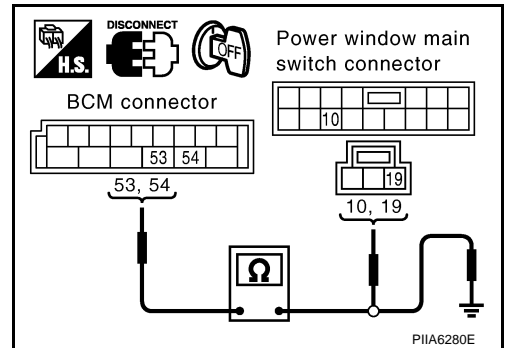 DISCONNECT
H.S.
OFF
Power window main
switch connector
BCM connector
10
53 54
19
53, 54
10, 19
Ω
PIIA6280E